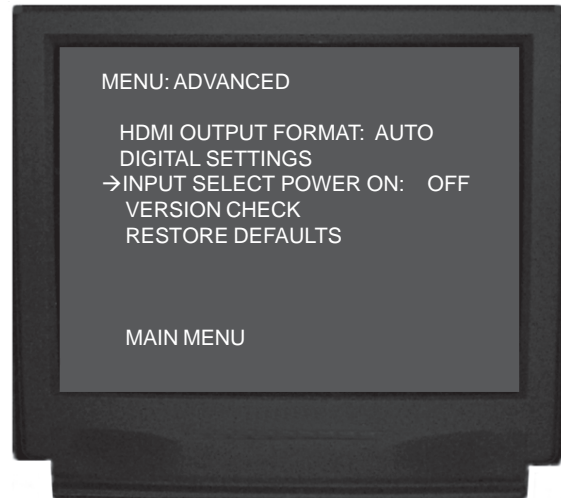 MENU: ADVANCED
HDMI OUTPUT FORMAT: AUTO
DIGITAL SETTINGS
→INPUT SELECT POWER ON: OFF
VERSION CHECK
RESTORE DEFAULTS
MAIN MENU